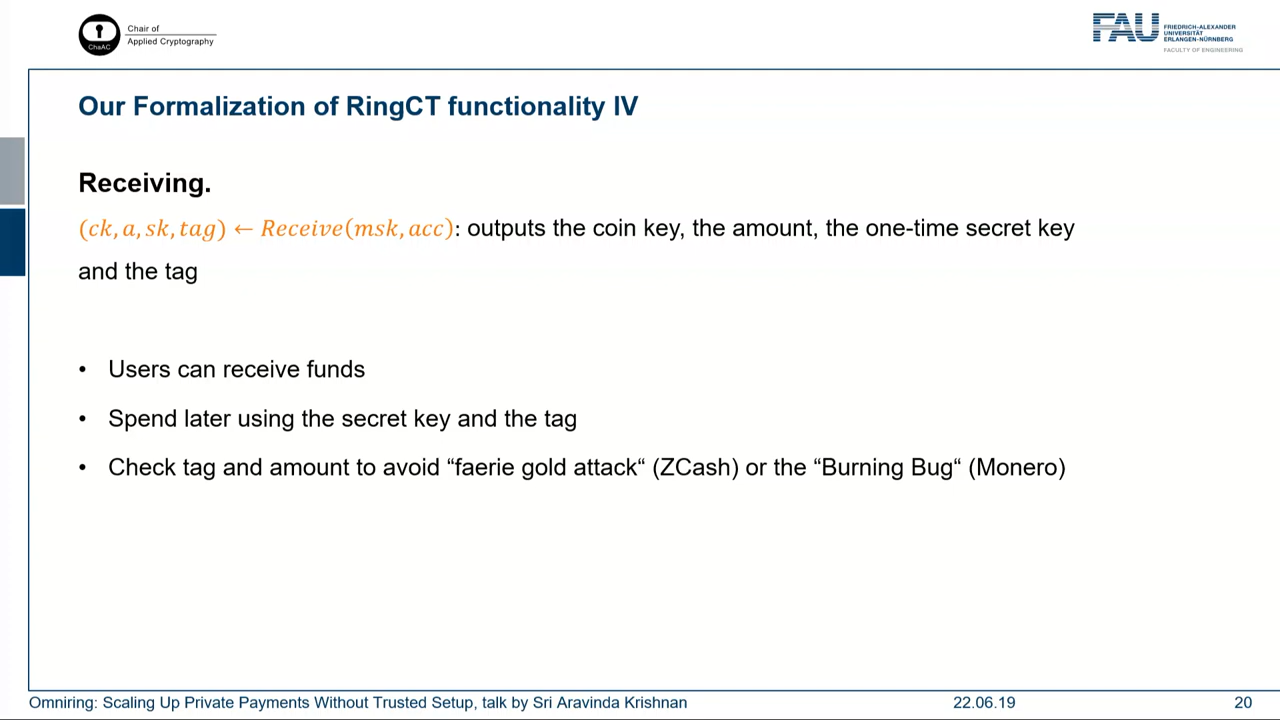 ChaAC
Chair of
Applied Cryptography
FAU
FRIEDRICH-ALEXANDER
UNIVERSITÄT
ERLANGEN-NÜRNBERG
FACULTY OF ENGINEERING
Our Formalization of RingCT functionality IV
Receiving.
(ck, a, sk, tag) ← Receive(msk, acc): outputs the coin key, the amount, the one-time secret key
and the tag
• Users can receive funds
• Spend later using the secret key and the tag
• Check tag and amount to avoid “faerie gold attack“ (ZCash) or the “Burning Bug“ (Monero)
Omniring: Scaling Up Private Payments Without Trusted Setup, talk by Sri Aravinda Krishnan
22.06.19
20